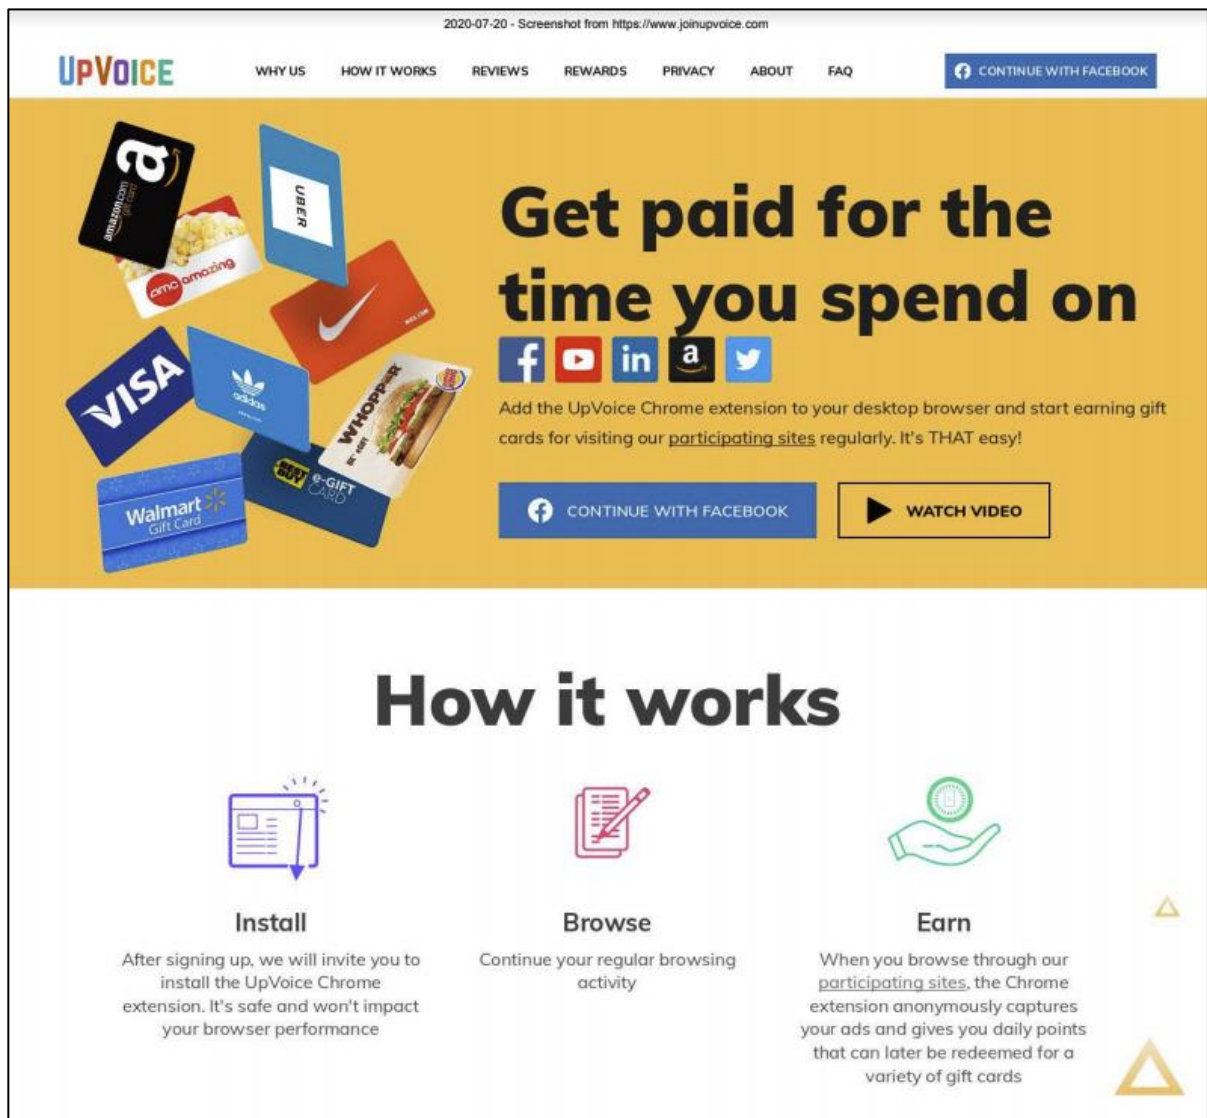 2020-07-20 - Screenshot from https://www.joinupvoice.com
UPVOICE
WHY US
HOW IT WORKS
REVIEWS
REWARDS
PRIVACY
ABOUT
FAQ
CONTINUE WITH FACEBOOK
a
amazon.com
gift card
UBER
amc amazing
VISA
adidas
WHOPPER
BK eGIFT
BURGER KING
BEST BUY
e-GIFT
CARD
Walmart
Gift Card
Get paid for the
time you spend on
f in a
Add the UpVoice Chrome extension to your desktop browser and start earning gift
cards for visiting our participating sites regularly. It's THAT easy!
CONTINUE WITH FACEBOOK
WATCH VIDEO
How it works
Install
After signing up, we will invite you to
install the UpVoice Chrome
extension. It's safe and won't impact
your browser performance
Browse
Continue your regular browsing
activity
Earn
When you browse through our
participating sites, the Chrome
extension anonymously captures
your ads and gives you daily points
that can later be redeemed for a
variety of gift cards